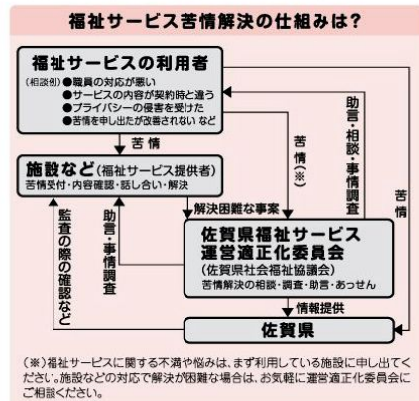 福祉サービス苦情解決の仕組みは?
福祉サービスの利用者
(相談例)●職員の対応が悪い
●サービスの内容が契約時と違う
●プライバシーの侵害を受けた
●苦情を申し出たが改善されない など
苦情
苦情(※)
助言・相談・事情調査
苦情
施設など(福祉サービス提供者)
苦情受付・内容確認・話し合い・解決
監査の際の確認など
助言・事情調査
解決困難な事案
佐賀県福祉サービス
運営適正化委員会
(佐賀県社会福祉協議会)
苦情解決の相談・調査・助言・あっせん
情報提供
佐賀県
(※)福祉サービスに関する不満や悩みは、まず利用している施設に申し出てく
ださい。施設などの対応で解決が困難な場合は、お気軽に運営適正化委員会に
ご相談ください。